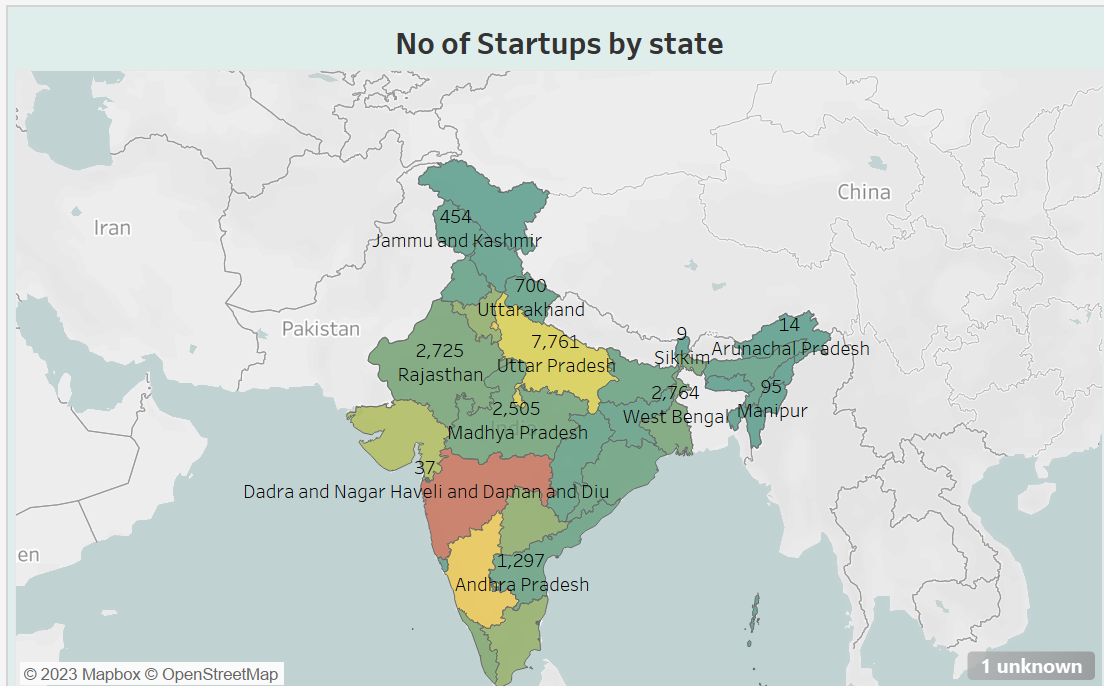 No of Startups by state
China
Iran
454
Jammu and Kashmir
700
Uttarakhand
Pakistan
7,761
Uttar Pradesh
2,725
Rajasthan
9
Sikkim
14
Arunachal Pradesh
2,764
West Bengal
95
Manipur
2,505
Madhya Pradesh
37
Dadra and Nagar Haveli and Daman and Diu
en
1,297
Andhra Pradesh
© 2023 Mapbox © OpenStreetMap
1 unknown